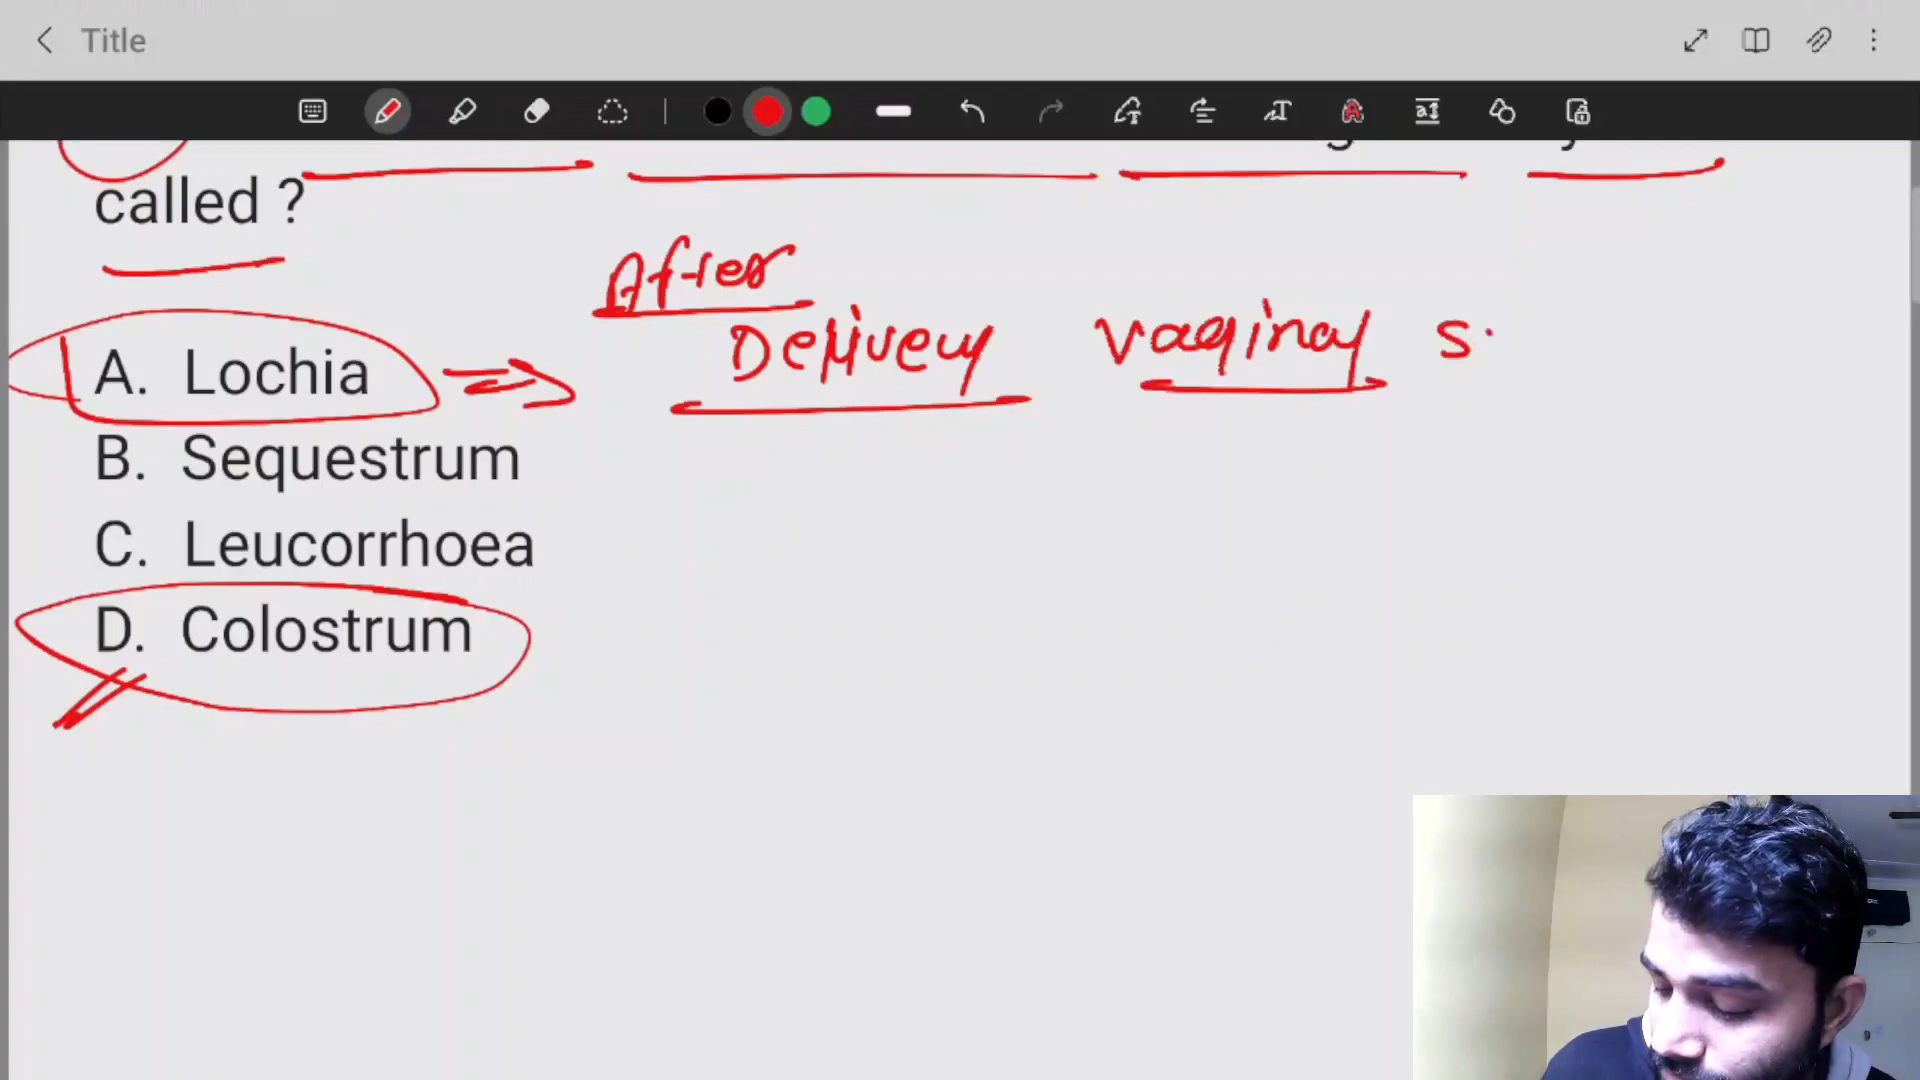 Title
called ?
After
Delivery vaginal s
A. Lochia
B. Sequestrum
C. Leucorrhoea
D. Colostrum